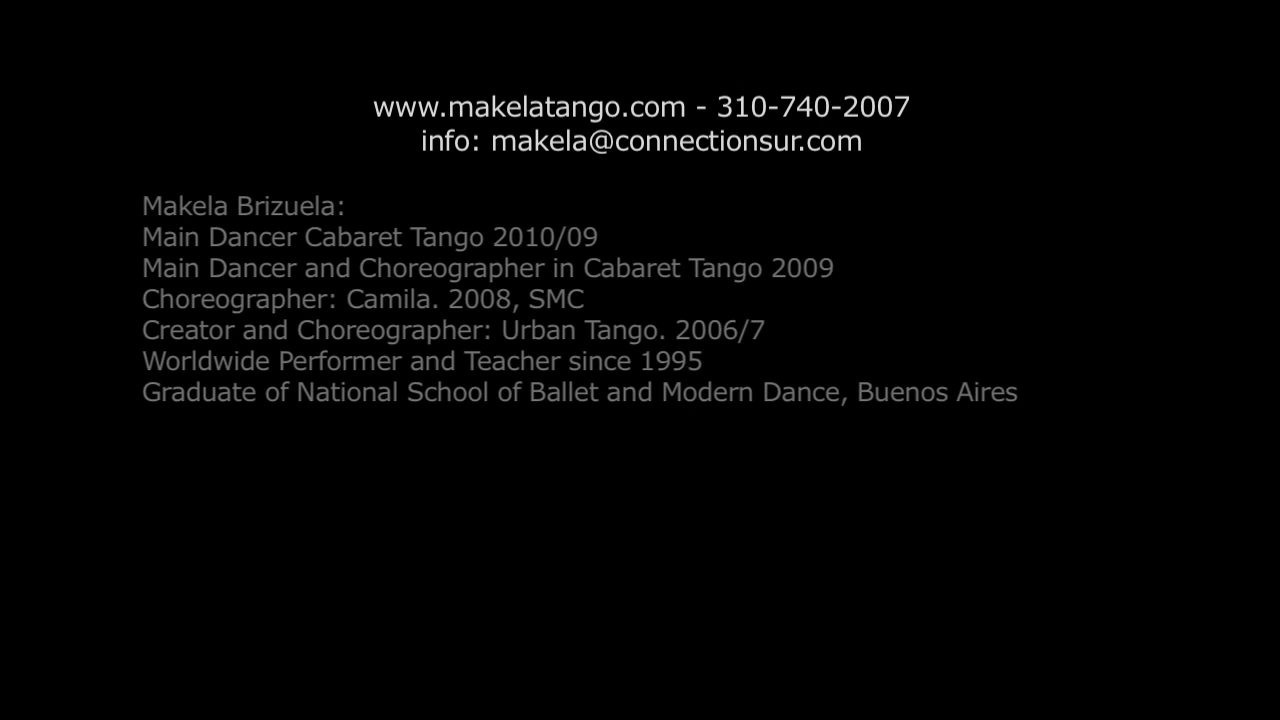 www.makelatango.com - 310-740-2007
info: makela@connectionsur.com
Makela Brizuela:
Main Dancer Cabaret Tango 2010/09
Main Dancer and Choreographer in Cabaret Tango 2009
Choreographer: Camila. 2008, SMC
Creator and Choreographer: Urban Tango. 2006/7
Worldwide Performer and Teacher since 1995
Graduate of National School of Ballet and Modern Dance, Buenos Aires